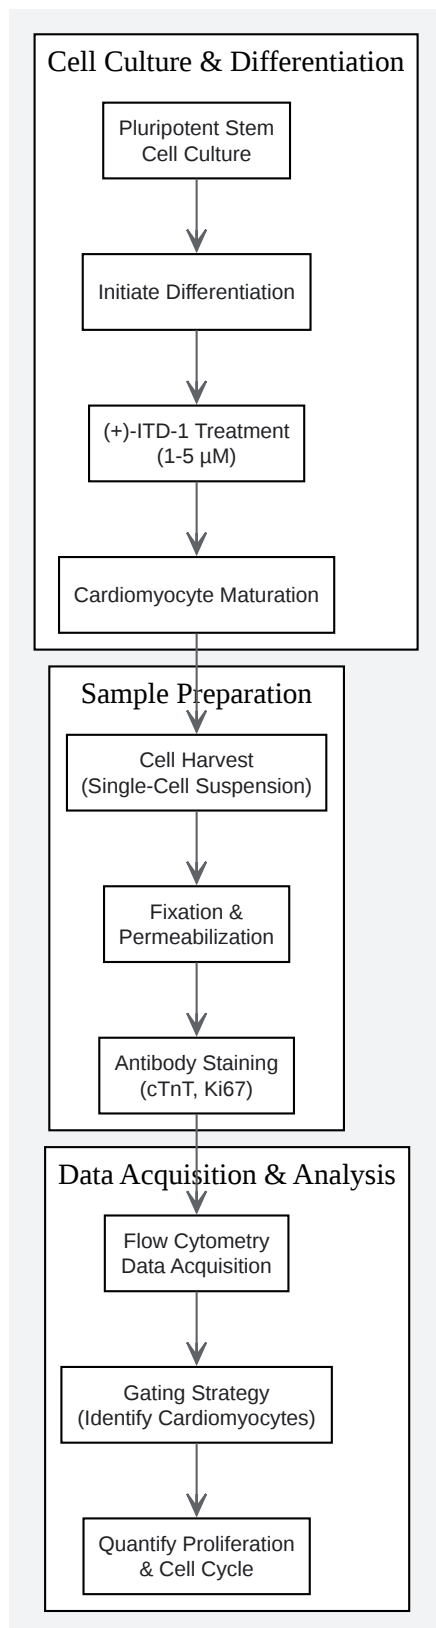 Cell Culture & Differentiation
Pluripotent Stem
Cell Culture
Initiate Differentiation
(+)-ITD-1 Treatment
(1-5 µM)
Cardiomyocyte Maturation
Sample Preparation
Cell Harvest
(Single-Cell Suspension)
Fixation &
Permeabilization
Antibody Staining
(cTnT, Ki67)
Data Acquisition & Analysis
Flow Cytometry
Data Acquisition
Gating Strategy
(Identify Cardiomyocytes)
Quantify Proliferation
& Cell Cycle